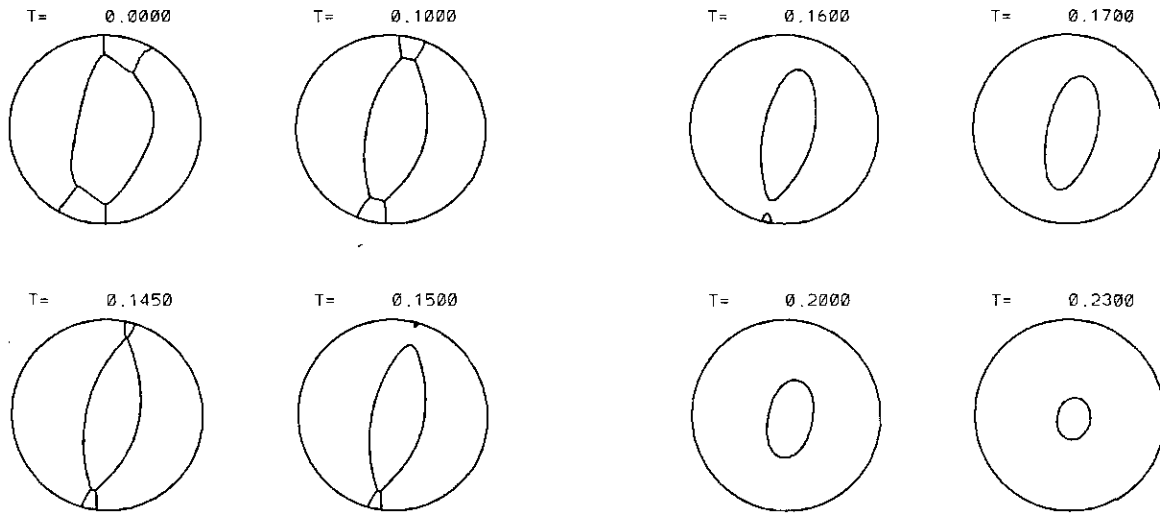 T= 0.0000
T= 0.1000
T= 0.1600
T= 0.1700
T= 0.1450
T= 0.1500
T= 0.2000
T= 0.2300